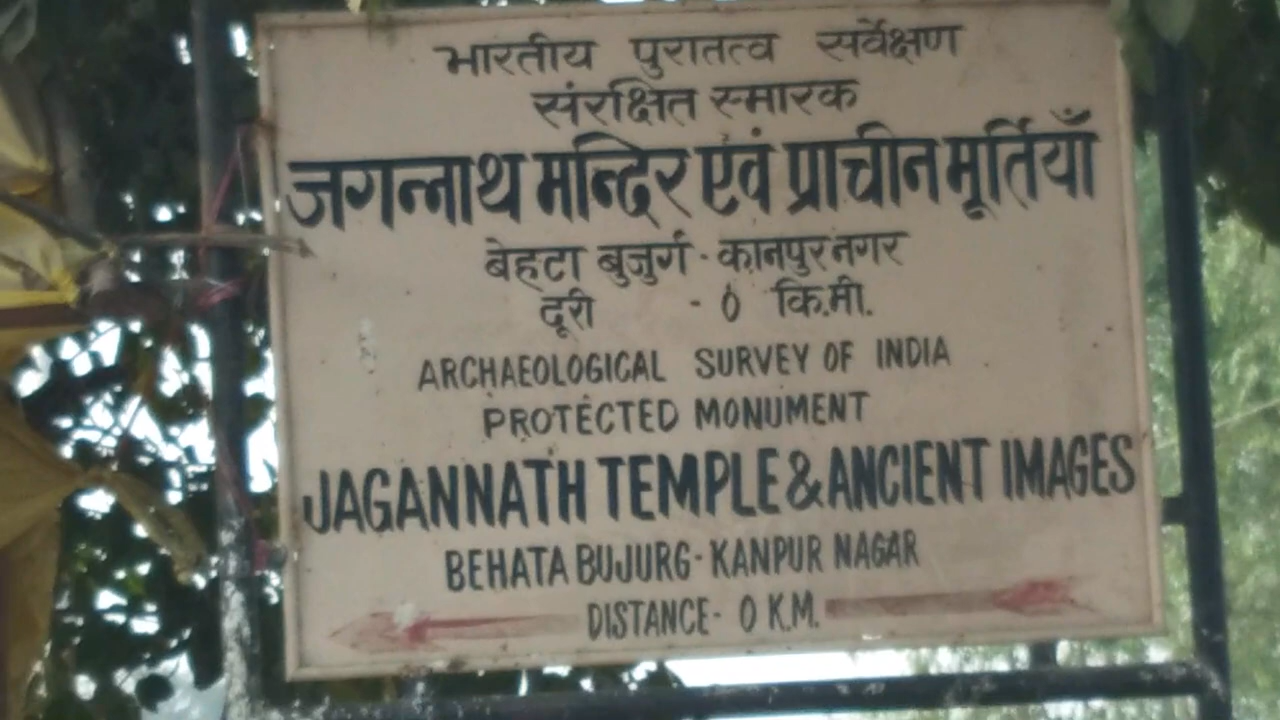 भारतीय पुरातत्व सर्वेक्षण
संरक्षित स्मारक
जगन्नाथ मन्दिर एंवं प्राचीन मूर्तियाँ
बेहटा बुजुर्ग - कानपुर नगर
दूरी - 0 कि.मी.
ARCHAEOLOGICAL SURVEY OF INDIA
PROTECTED MONUMENT
JAGANNATH TEMPLE & ANCIENT IMAGES
BEHATA BUJURG - KANPUR NAGAR
DISTANCE - 0 K.M.